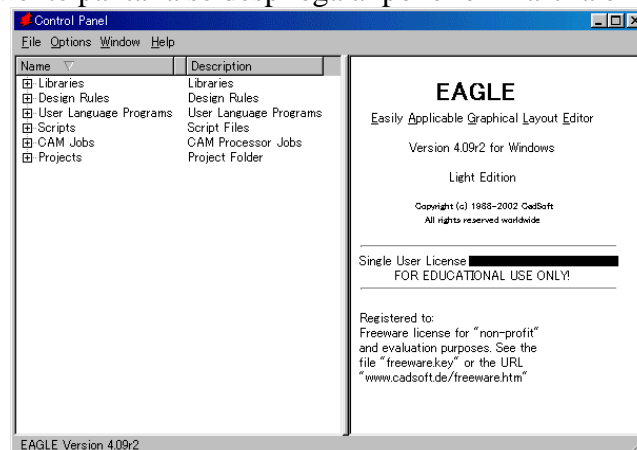 Control Panel
File Options Window Help
Name Description
Libraries Libraries
Design Rules Design Rules
User Language Programs User Language Programs
Scripts Script Files
CAM Jobs CAM Processor Jobs
Projects Project Folder
EAGLE
Easily Applicable Graphical Layout Editor
Version 4.09r2 for Windows
Light Edition
Copyright (c) 1988-2002 CadSoft
All rights reserved worldwide
Single User License
FOR EDUCATIONAL USE ONLY!
Registered to:
Freeware license for "non-profit"
and evaluation purposes. See the
file "freeware.key" or the URL
"www.cadsoft.de/freeware.htm"
EAGLE Version 4.09r2